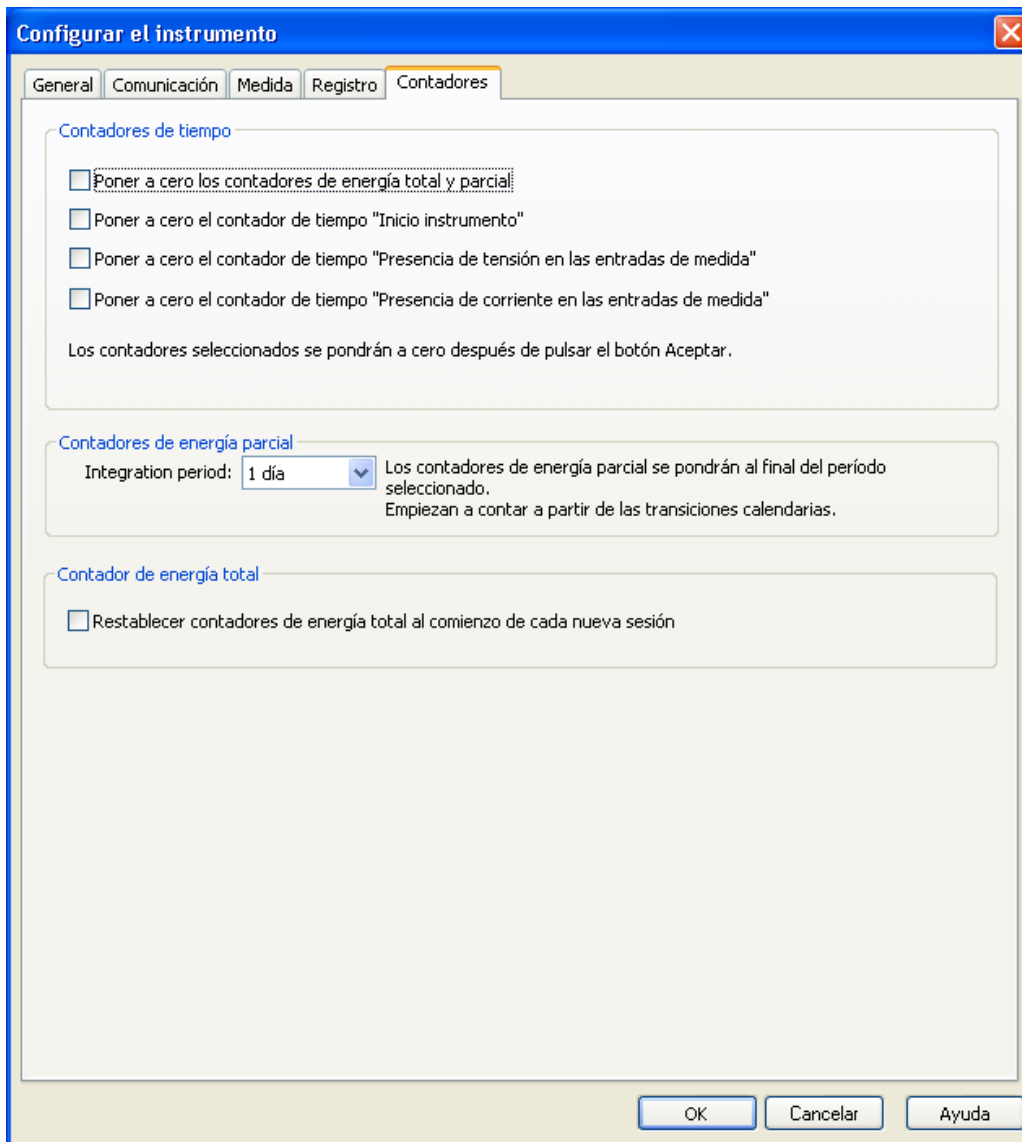 Configurar el instrumento
General Comunicación Medida Registro Contadores
Contadores de tiempo
Poner a cero los contadores de energía total y parcial
Poner a cero el contador de tiempo "Inicio instrumento"
Poner a cero el contador de tiempo "Presencia de tensión en las entradas de medida"
Poner a cero el contador de tiempo "Presencia de corriente en las entradas de medida"
Los contadores seleccionados se pondrán a cero después de pulsar el botón Aceptar.
Contadores de energía parcial
Integration period: 1 día
Los contadores de energía parcial se pondrán al final del período
seleccionado.
Empiezan a contar a partir de las transiciones calendarias.
Contador de energía total
Restablecer contadores de energía total al comienzo de cada nueva sesión
OK Cancelar Ayuda